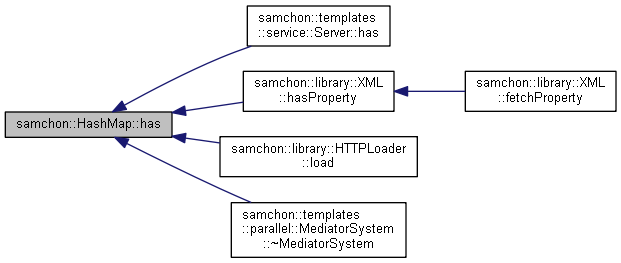 samchon::templates
::service::Server::has
samchon::library::XML
::hasProperty
samchon::library::XML
::fetchProperty
samchon::HashMap::has
samchon::library::HTTPLoader
::load
samchon::templates
::parallel::MediatorSystem
::~MediatorSystem